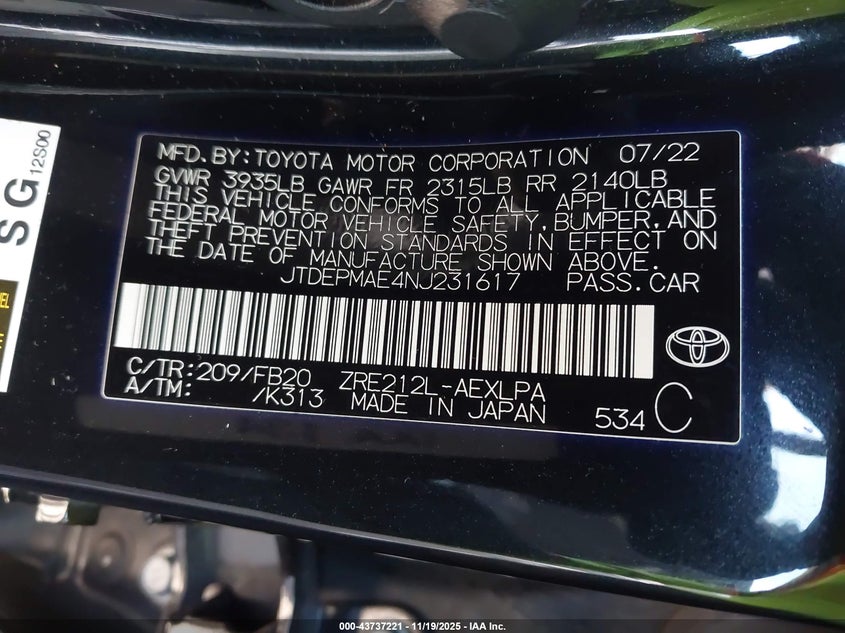 SG
12S00
MFD. BY: TOYOTA MOTOR CORPORATION 07/22
GVWR 3935LB GAWR FR 2315LB RR 2140LB
THIS VEHICLE CONFORMS TO ALL APPLICABLE
FEDERAL MOTOR VEHICLE SAFETY, BUMPER, AND
THEFT PREVENTION STANDARDS IN EFFECT ON
THE DATE OF MANUFACTURE SHOWN ABOVE.
JTDEPMAE4NJ231617 PASS.CAR
C/TR:209/FB20 ZRE212L-AEXLPA
A/TM: /K313 MADE IN JAPAN 534 C
000-43737221 - 11/19/2025 - IAA Inc.